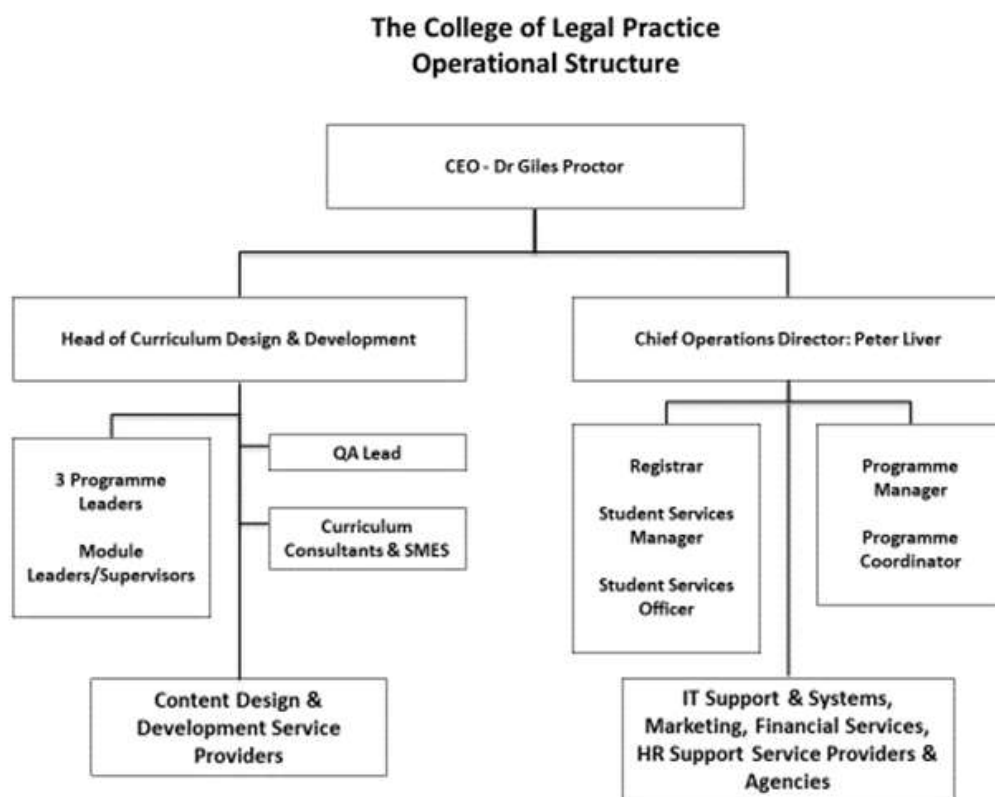 The College of Legal Practice
Operational Structure
CEO - Dr Giles Proctor
Head of Curriculum Design & Development
Chief Operations Director: Peter Liver
3 Programme
Leaders
Module
Leaders/Supervisors
QA Lead
Curriculum
Consultants & SMES
Registrar
Student Services
Manager
Student Services
Officer
Programme
Manager
Programme
Coordinator
Content Design &
Development Service
Providers
IT Support & Systems,
Marketing, Financial Services,
HR Support Service Providers &
Agencies